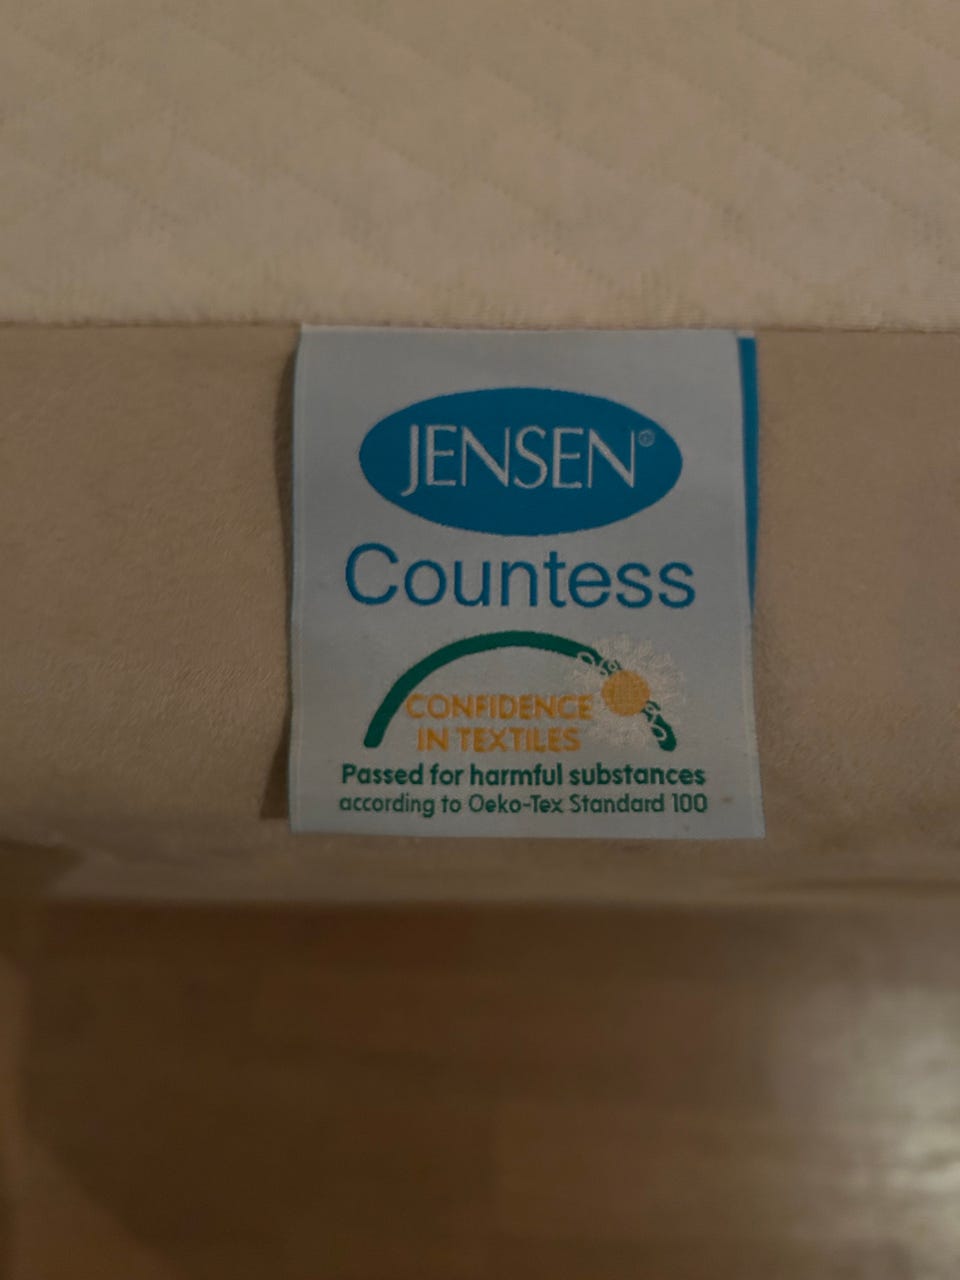 JENSEN®
Countess
CONFIDENCE
IN TEXTILES
Passed for harmful substances
according to Oeko-Tex Standard 100